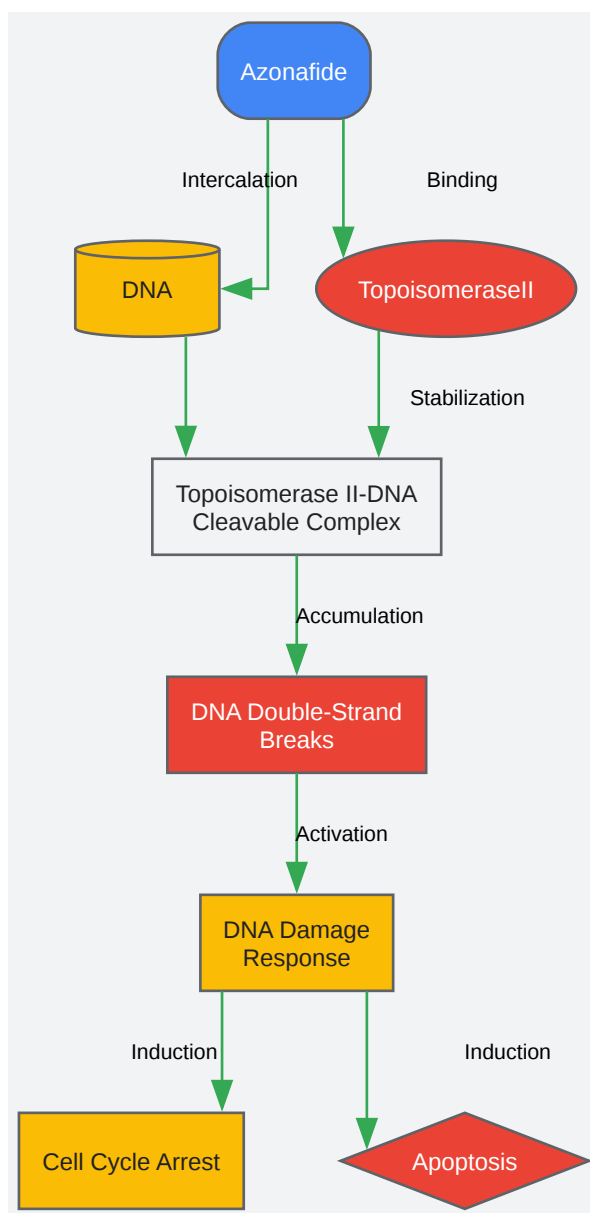 Azonafide
Intercalation
Binding
DNA
TopoisomeraseII
Stabilization
Topoisomerase II-DNA
Cleavable Complex
Accumulation
DNA Double-Strand
Breaks
Activation
DNA Damage
Response
Induction
Induction
Cell Cycle Arrest
Apoptosis